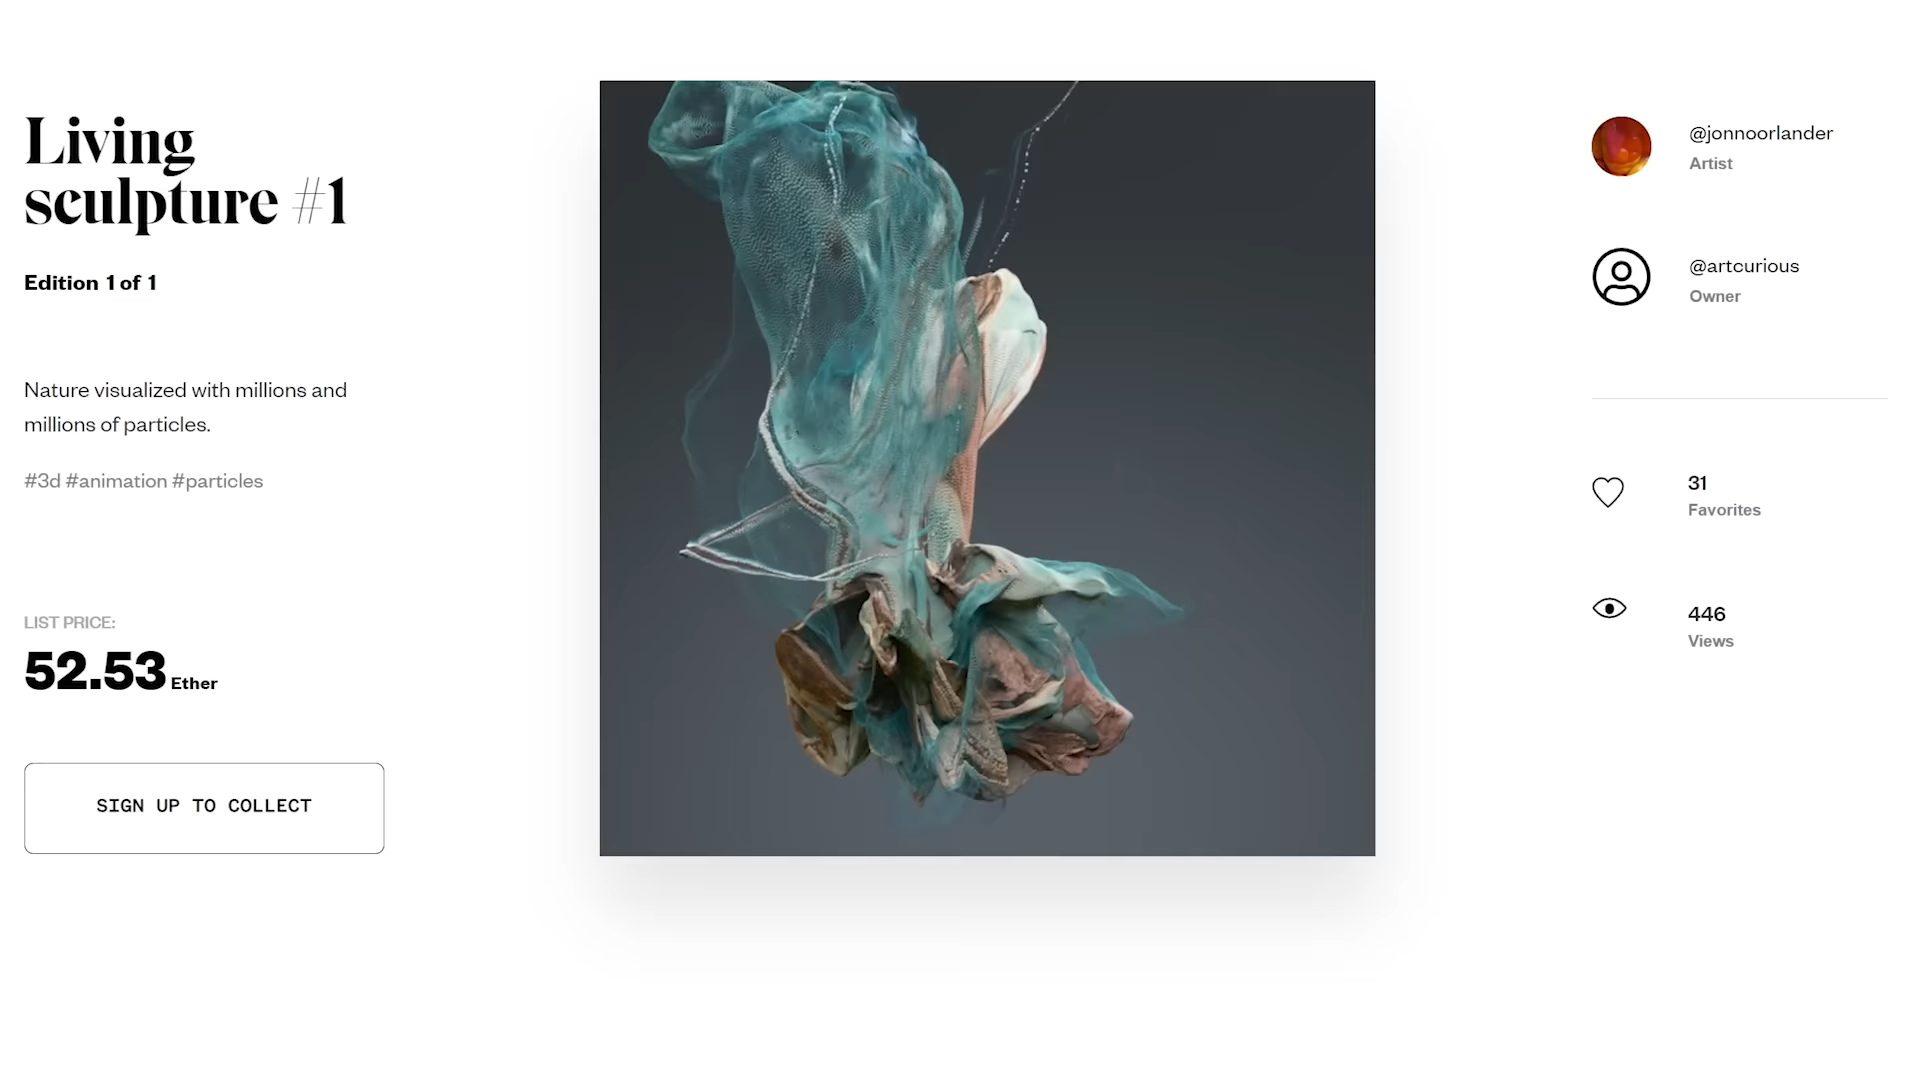 Living
sculpture #1
Edition 1 of 1
Nature visualized with millions and
millions of particles.
#3d #animation #particles
LIST PRICE:
52.53 Ether
SIGN UP TO COLLECT
@jonnoorlander
Artist
@artcurious
Owner
31
Favorites
446
Views